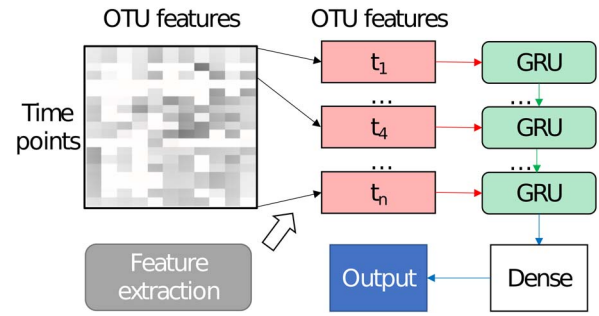 OTU features
OTU features
Time
points
t1
GRU
...
...
t4
GRU
...
...
tn
GRU
Feature
extraction
Output
Dense